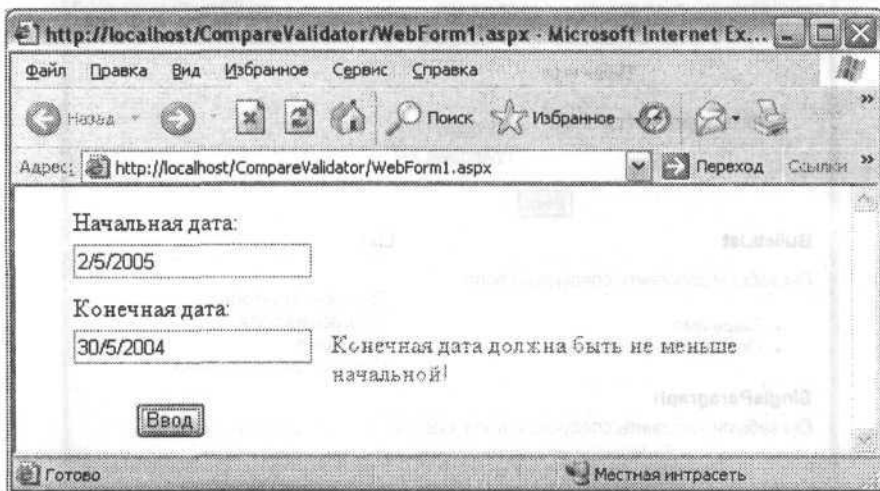 http://localhost/CompareValidator/WebForm1.aspx - Microsoft Internet Ex...
Файл Правка Вид Избранное Сервис Справка
Назад Поиск Избранное »
Адрес: http://localhost/CompareValidator/WebForm1.aspx Переход Ссылки »
Начальная дата:
2/5/2005
Конечная дата:
30/5/2004 Конечная дата должна быть не меньше
начальной!
Ввод
Готово Местная интрасеть